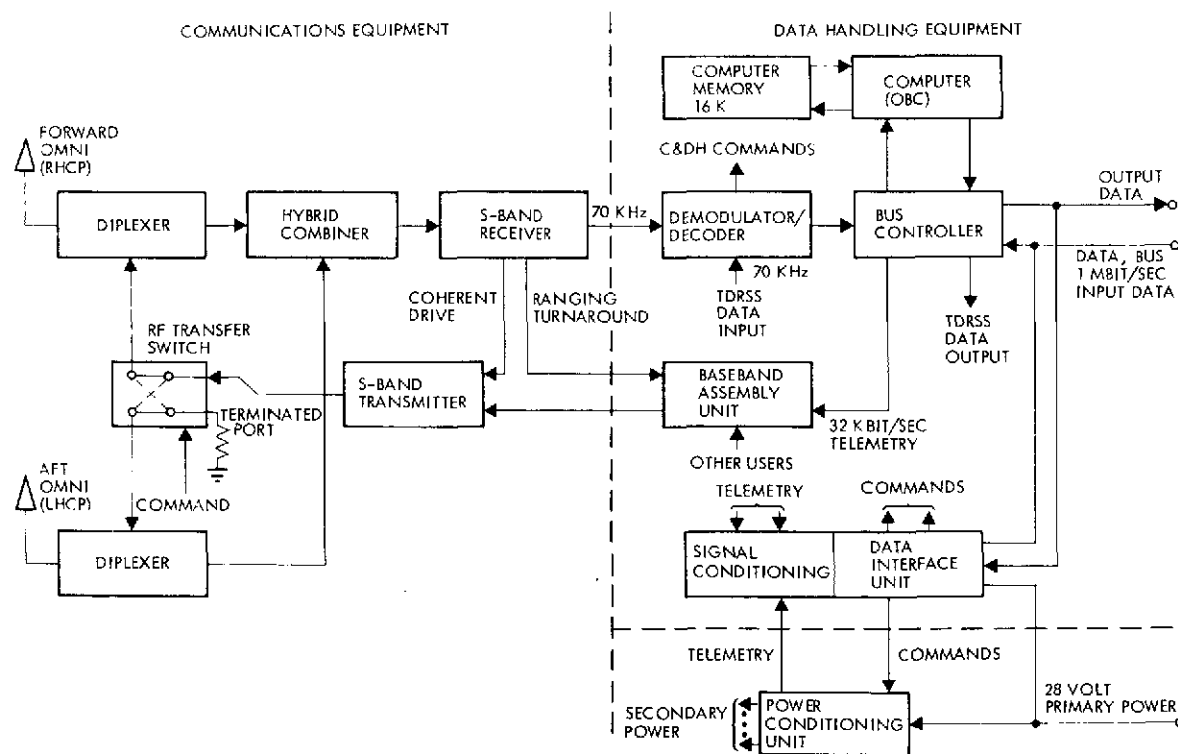 COMMUNICATIONS EQUIPMENT
DATA HANDLING EQUIPMENT
COMPUTER
MEMORY
16 K
COMPUTER
(OBC)
FORWARD
OMNI
(RHCP)
C&DH COMMANDS
OUTPUT
DATA
DIPLEXER
HYBRID
COMBINER
S-BAND
RECEIVER
70 KHz
DEMODULATOR/
DECODER
BUS
CONTROLLER
70 KHz
DATA, BUS
1 MBIT/SEC
INPUT DATA
COHERENT
DRIVE
RANGING
TURNAROUND
TDRSS
DATA
INPUT
TDRSS
DATA
OUTPUT
RF TRANSFER
SWITCH
S-BAND
TRANSMITTER
BASEBAND
ASSEMBLY
UNIT
TERMINATED
PORT
32 K BIT/SEC
TELEMETRY
OTHER USERS
AFT
OMNI
(LHCP)
COMMAND
TELEMETRY
COMMANDS
DIPLEXER
SIGNAL
CONDITIONING
DATA
INTERFACE
UNIT
TELEMETRY
COMMANDS
28 VOLT
PRIMARY POWER
SECONDARY
POWER
POWER
CONDITIONING
UNIT